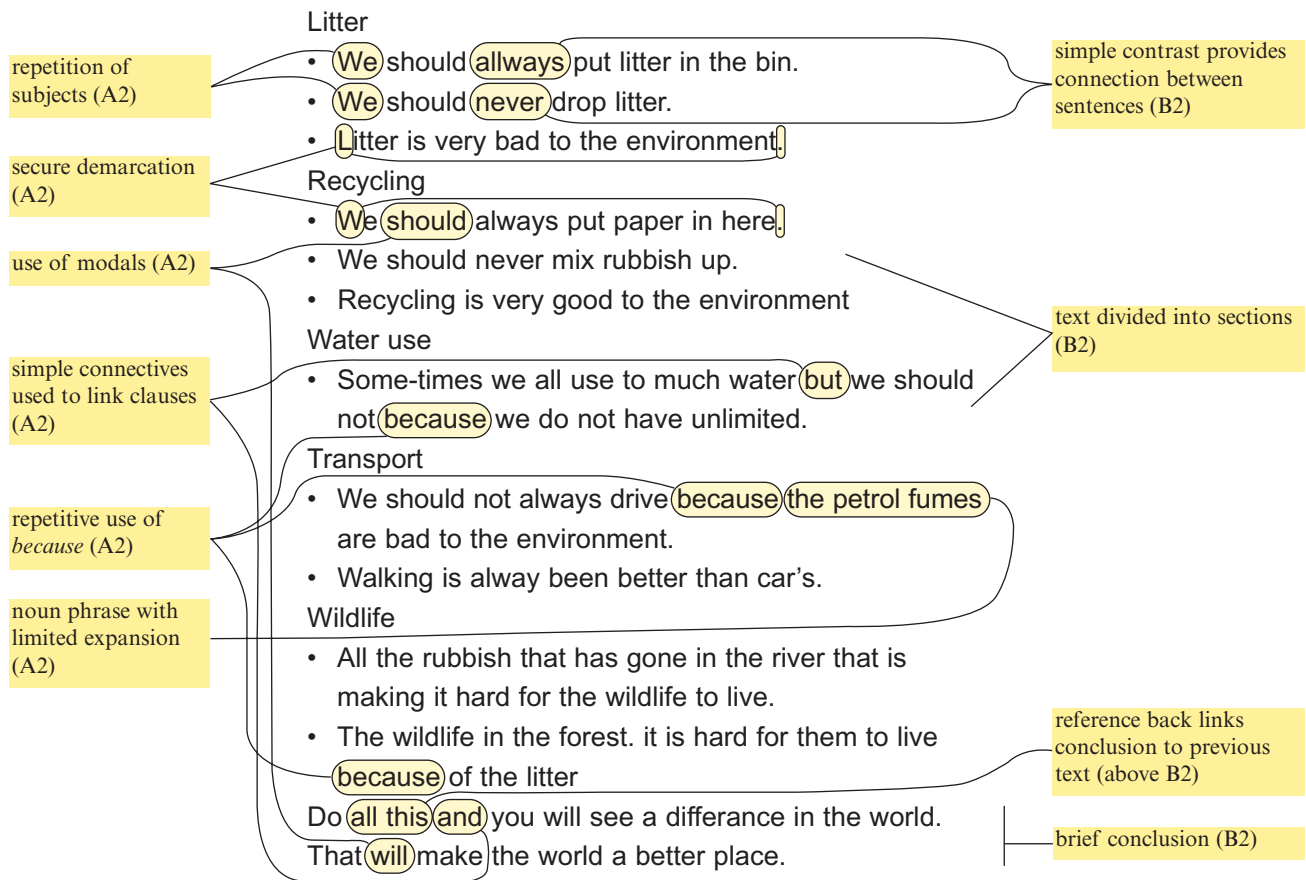 Litter
repetition of
subjects (A2)
• We should allways put litter in the bin.
simple contrast provides
connection between
sentences (B2)
• We should never drop litter.
• Litter is very bad to the environment.
secure demarcation
(A2)
Recycling
• We should always put paper in here.
use of modals (A2)
• We should never mix rubbish up.
• Recycling is very good to the environment
text divided into sections
(B2)
Water use
simple connectives
used to link clauses
(A2)
• Some-times we all use to much water but we should
not because we do not have unlimited.
Transport
• We should not always drive because the petrol fumes
are bad to the environment.
repetitive use of
because (A2)
• Walking is alway been better than car's.
noun phrase with
limited expansion
(A2)
Wildlife
• All the rubbish that has gone in the river that is
making it hard for the wildlife to live.
• The wildlife in the forest. it is hard for them to live
because of the litter
reference back links
conclusion to previous
text (above B2)
Do all this and you will see a differance in the world.
That will make the world a better place.
brief conclusion (B2)